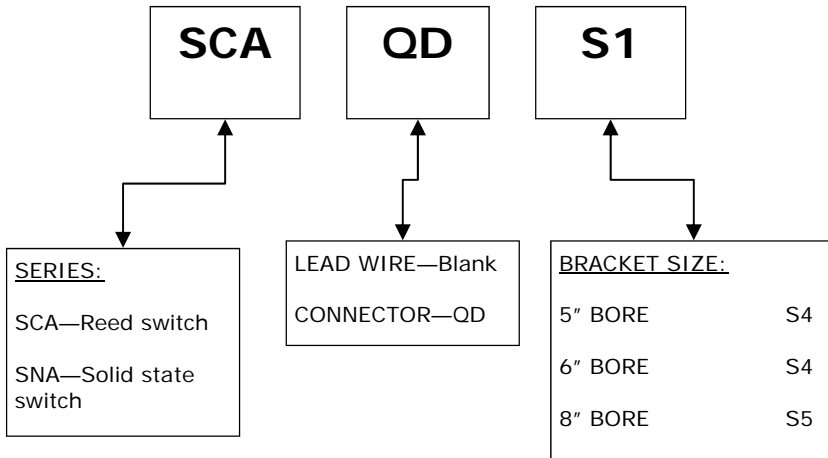 SCA QD S1
SERIES:
SCA—Reed switch
SNA—Solid state
switch
LEAD WIRE—Blank
CONNECTOR—QD
BRACKET SIZE:
5” BORE S4
6” BORE S4
8” BORE S5